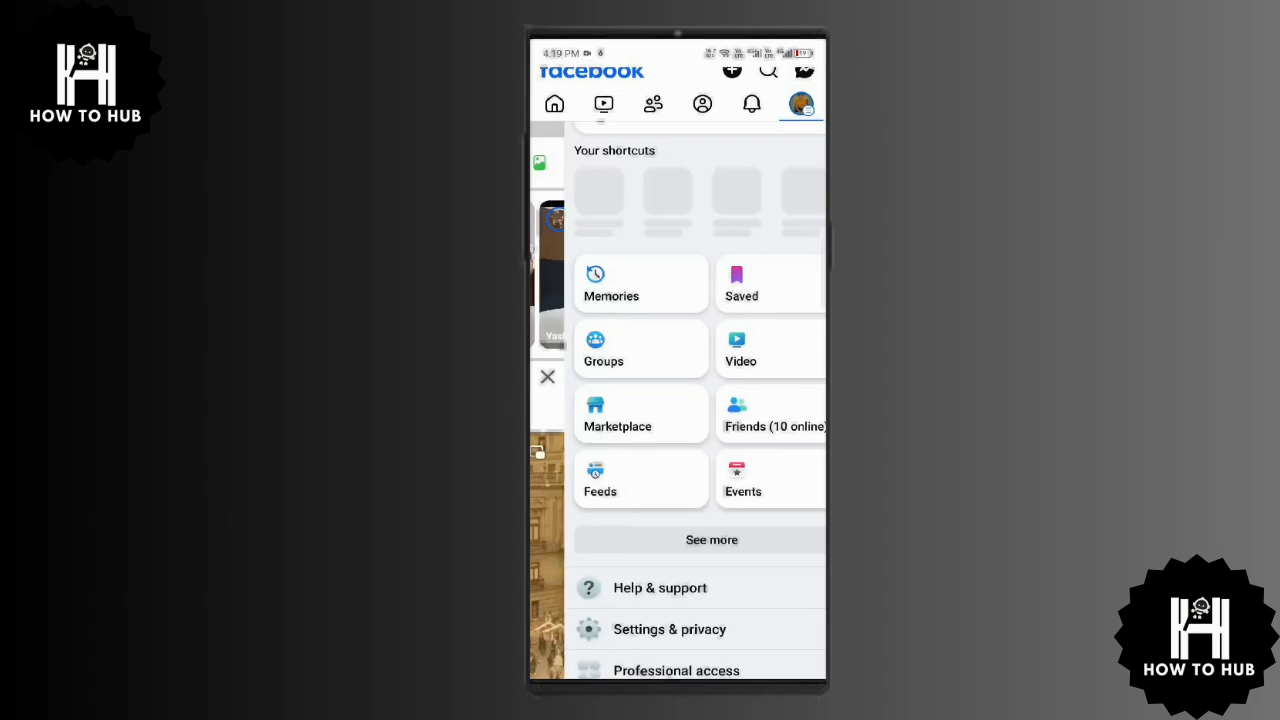 HOW TO HUB
4:19 PM
facebook
Your shortcuts
Memories
Saved
Groups
Video
Marketplace
Friends (10 online)
Feeds
Events
See more
Help & support
Settings & privacy
Professional access
HOW TO HUB